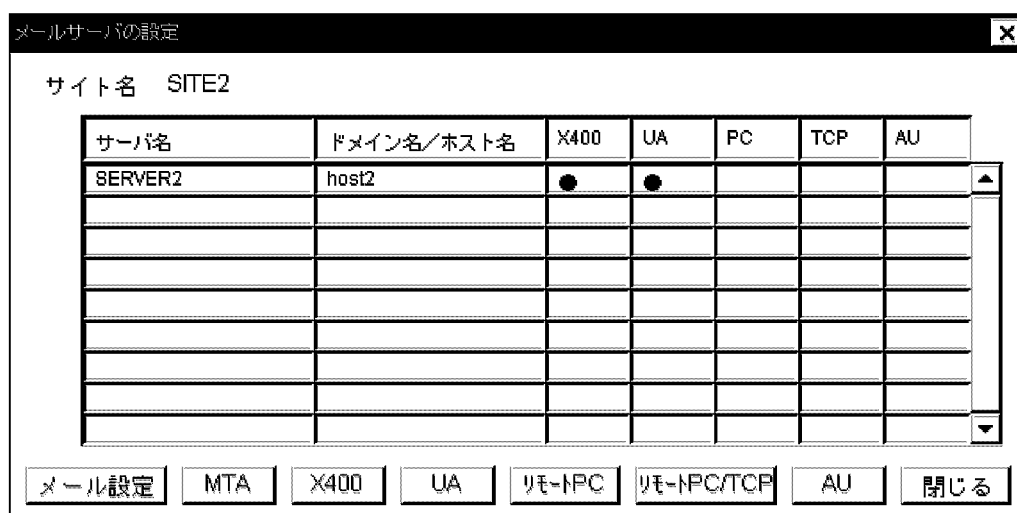 メールサーバの設定
サイト名 SITE2
サーバ名 ドメイン名／ホスト名 X400 UA PC TCP AU
SERVER2 host2 ● ●
メール設定 MTA X400 UA ﾘﾓｰﾄPC ﾘﾓｰﾄPC/TCP AU 閉じる